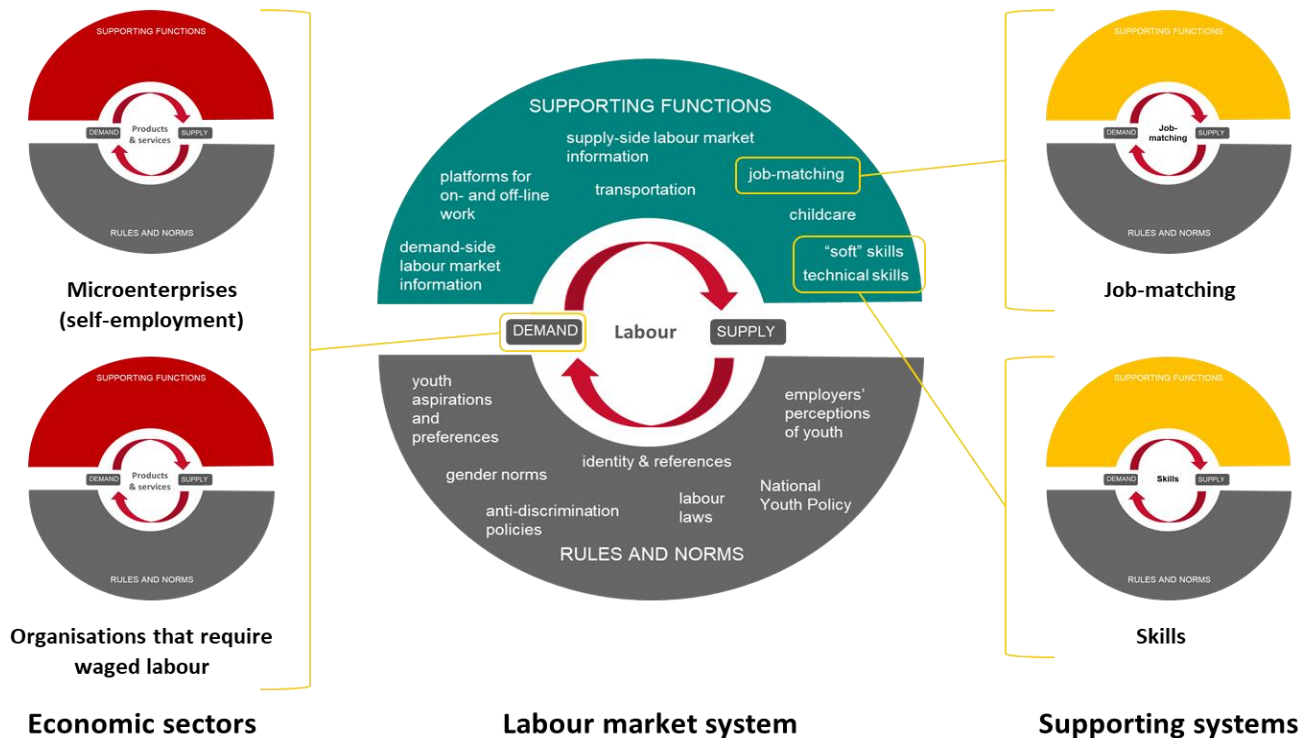 SUPPORTING FUNCTIONS
DEMAND
Products
& services
SUPPLY
RULES AND NORMS
Microenterprises
(self-employment)
SUPPORTING FUNCTIONS
DEMAND
Products
& services
SUPPLY
RULES AND NORMS
Organisations that require
waged labour
Economic sectors
SUPPORTING FUNCTIONS
supply-side labour market
information
job-matching
platforms for
on- and off-line
work
transportation
childcare
demand-side
labour market
information
“soft” skills
technical skills
DEMAND
Labour
SUPPLY
youth
aspirations
and
preferences
employers’
perceptions
of youth
identity & references
gender norms
National
Youth Policy
labour
laws
anti-discrimination
policies
RULES AND NORMS
Labour market system
SUPPORTING FUNCTIONS
DEMAND
Job-
matching
SUPPLY
RULES AND NORMS
Job-matching
SUPPORTING FUNCTIONS
DEMAND
Skills
SUPPLY
RULES AND NORMS
Skills
Supporting systems